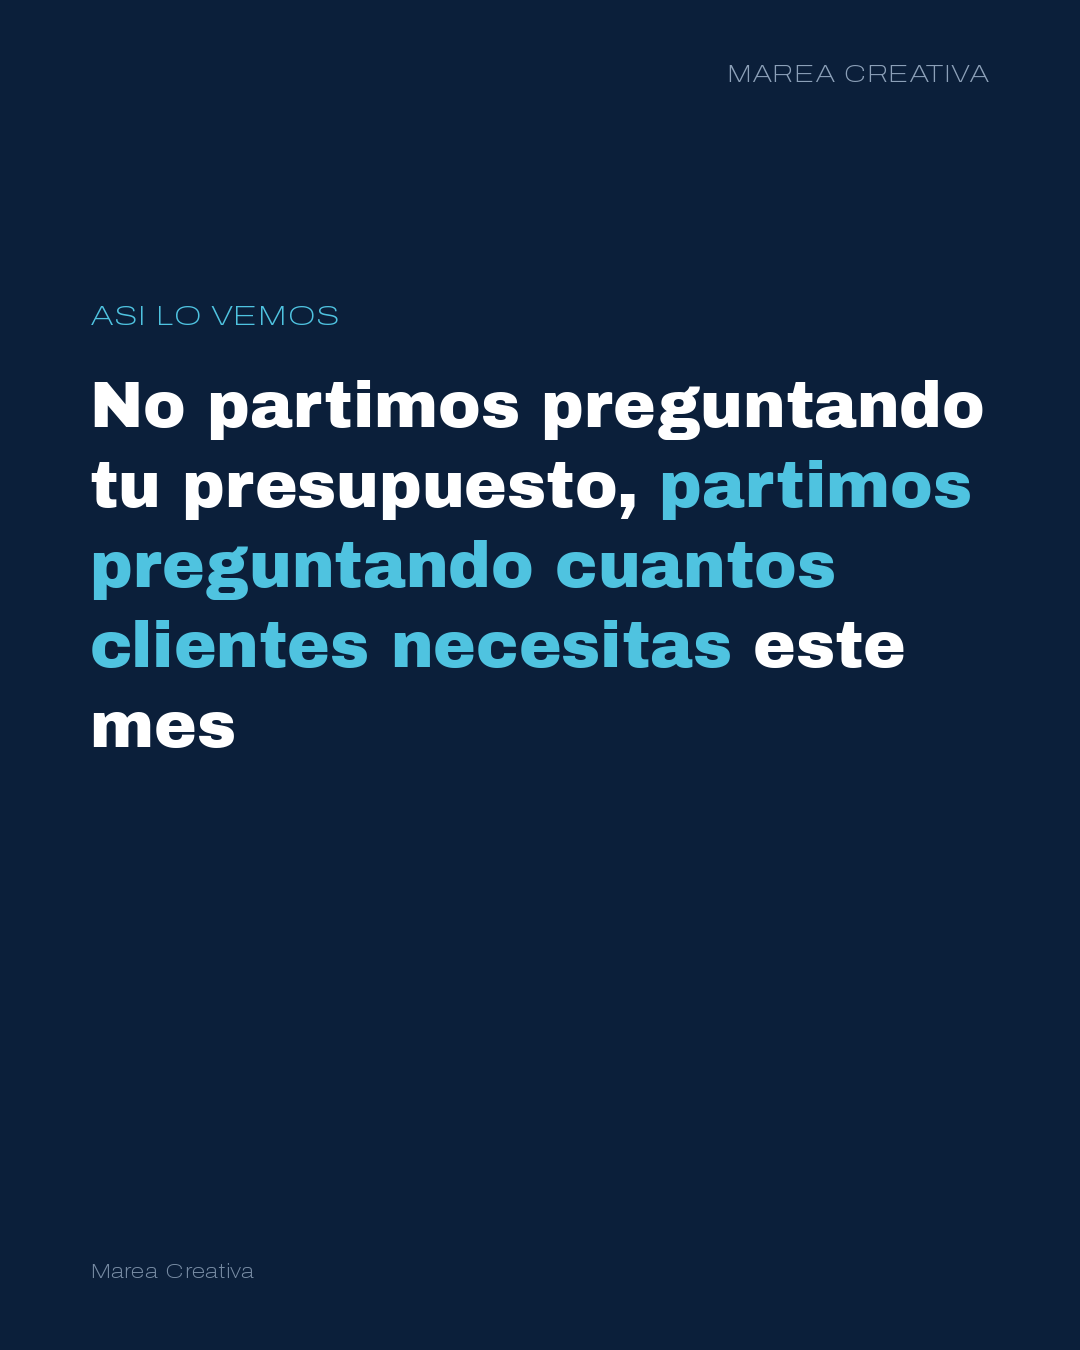 MAREA CREATIVA
ASI LO VEMOS
No partimos preguntando
tu presupuesto, partimos
preguntando cuantos
clientes necesitas este
mes
Marea Creativa